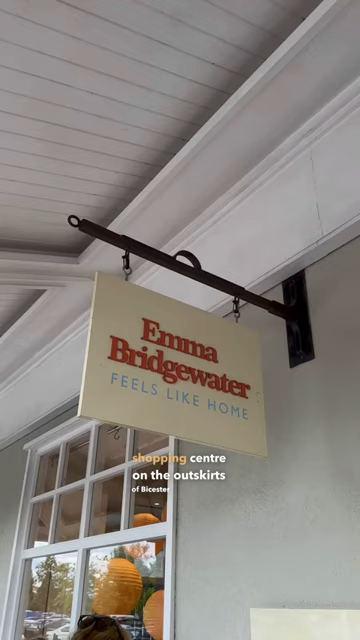 Emma
Bridgewater
FEELS LIKE HOME
shopping centre
on the outskirts
of Bicester